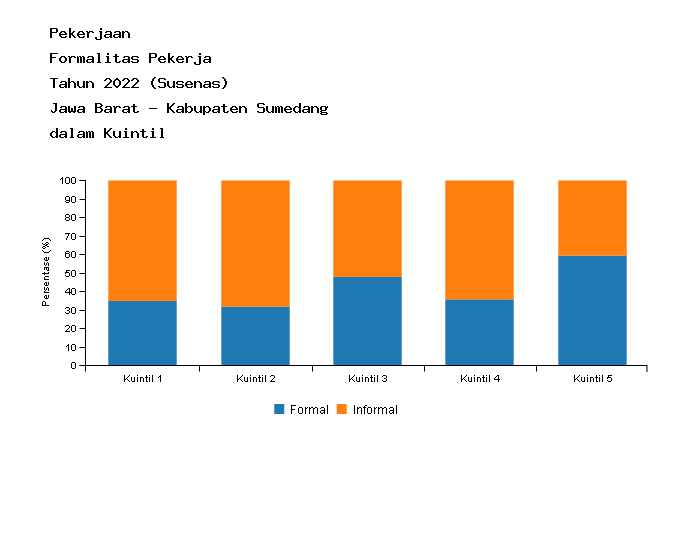 Pekerjaan
Formalitas Pekerja
Tahun 2022 (Susenas)
Jawa Barat - Kabupaten Sumedang
dalam Kuintil
100
90
80
70
60
50
40
30
20
10
0
Persentase (%)
Kuintil 1 Kuintil 2 Kuintil 3 Kuintil 4 Kuintil 5
Formal Informal